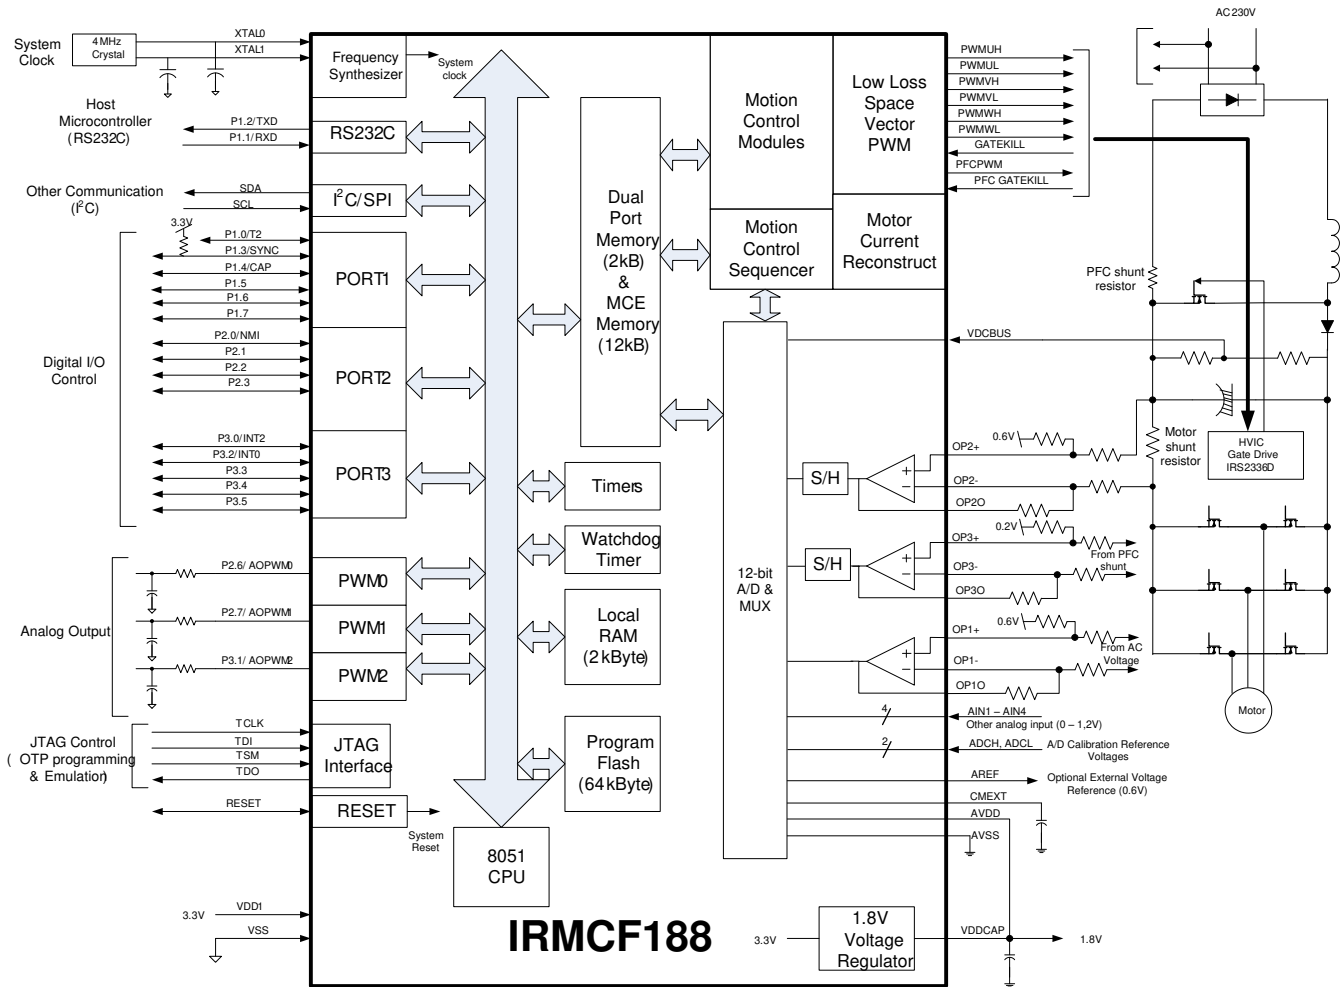 AC 230V
System
Clock
4 MHz
Crystal
XTAL0
XTAL1
Frequency
Synthesizer
System
clock
Host
Microcontroller
(RS232C)
P1.2/TXD
P1.1/RXD
RS232C
Other Communication
(I²C)
SDA
SCL
I²C/SPI
3.3V
P1.0/T2
P1.3/SYNC
P1.4/CAP
P1.5
P1.6
P1.7
PORT1
Digital I/O
Control
P2.0/NMI
P2.1
P2.2
P2.3
PORT2
P3.0/INT2
P3.2/INT0
P3.3
P3.4
P3.5
PORT3
Analog Output
P2.6/ AOPWM0
P2.7/ AOPWM1
P3.1/ AOPWM2
PWM0
PWM1
PWM2
JTAG Control
( OTP programming
& Emulation)
TCLK
TDI
TSM
TDO
JTAG
Interface
RESET
RESET
System
Reset
3.3V
VDD1
VSS
8051
CPU
Dual
Port
Memory
(2kB)
&
MCE
Memory
(12kB)
Timers
Watchdog
Timer
Local
RAM
(2kByte)
Program
Flash
(64kByte)
Motion
Control
Modules
Low Loss
Space
Vector
PWM
Motion
Control
Sequencer
Motor
Current
Reconstruct
12-bit
A/D &
MUX
S/H
S/H
PWMUH
PWMUL
PWMVH
PWMVL
PWMWH
PWMWL
GATEKILL
PFCPWM
PFC GATEKILL
PFC shunt
resistor
VDCBUS
OP2+
0.6V
OP2-
OP2O
Motor
shunt
resistor
HVIC
Gate Drive
IRS2336D
0.2V
OP3+
From PFC
shunt
OP3-
OP3O
OP1+
0.6V
From AC
Voltage
OP1-
OP1O
Motor
4
AIN1 – AIN4
Other analog input (0 – 1,2V)
2
ADCH, ADCL
A/D Calibration Reference
Voltages
AREF
Optional External Voltage
Reference (0.6V)
CMEXT
AVDD
AVSS
IRMCF188
3.3V
1.8V
Voltage
Regulator
VDDCAP
1.8V
+
−
+
−
+
−